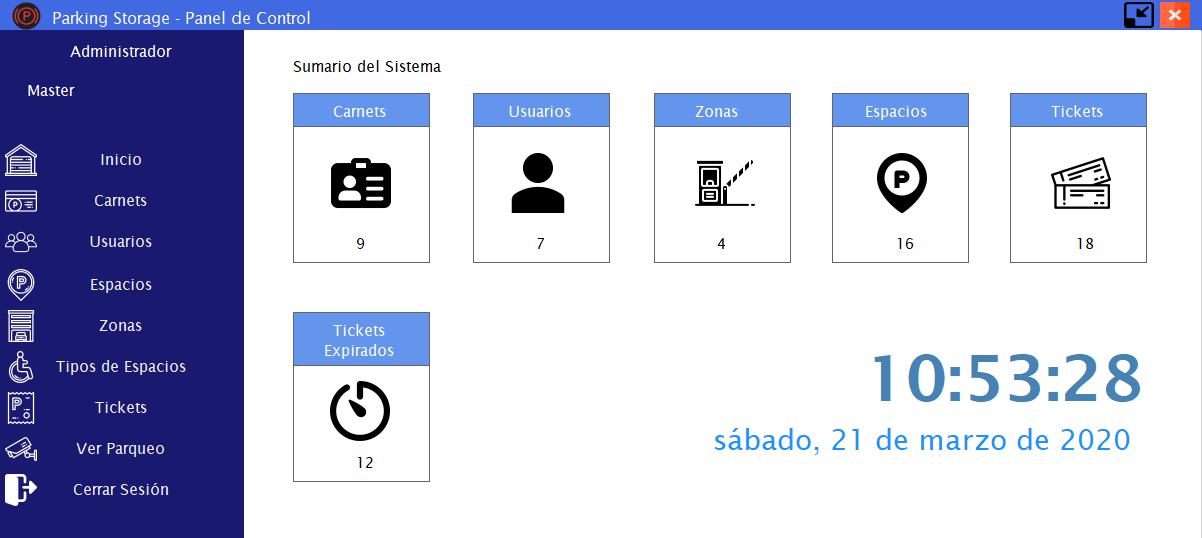 Parking Storage - Panel de Control
Administrador
Master
Inicio
Carnets
Usuarios
Espacios
Zonas
Tipos de Espacios
Tickets
Ver Parqueo
Cerrar Sesión
Sumario del Sistema
Carnets
9
Usuarios
7
Zonas
4
Espacios
P
16
Tickets
18
Tickets
Expirados
12
10:53:28
sábado, 21 de marzo de 2020